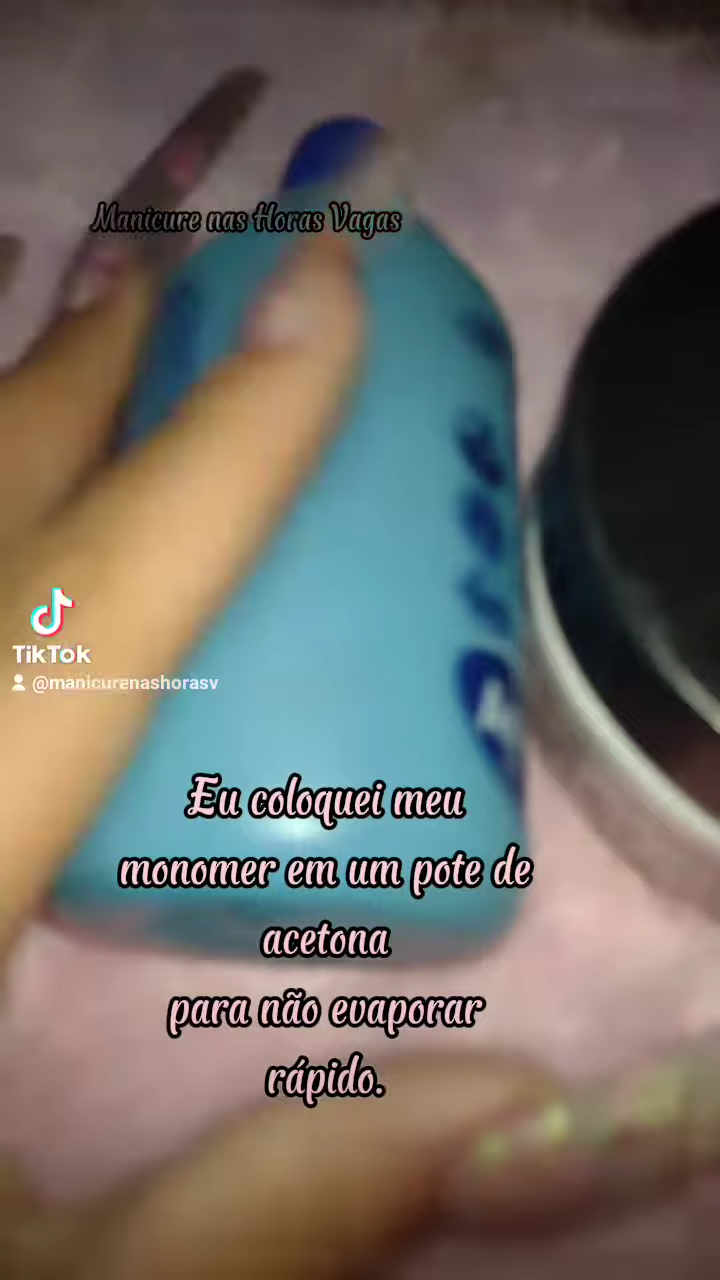 Manicure nas Horas Vagas
TikTok
@manicurenashorasv
Eu coloquei meu
monomer em um pote de
acetona
para não evaporar
rápido.